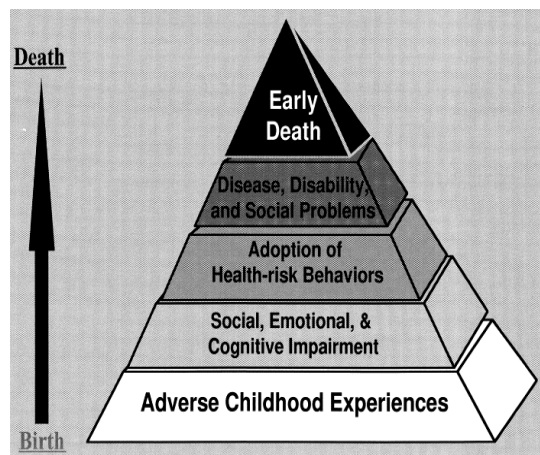 Death
Early
Death
Disease, Disability,
and Social Problems
Adoption of
Health-risk Behaviors
Social, Emotional, &
Cognitive Impairment
Adverse Childhood Experiences
Birth